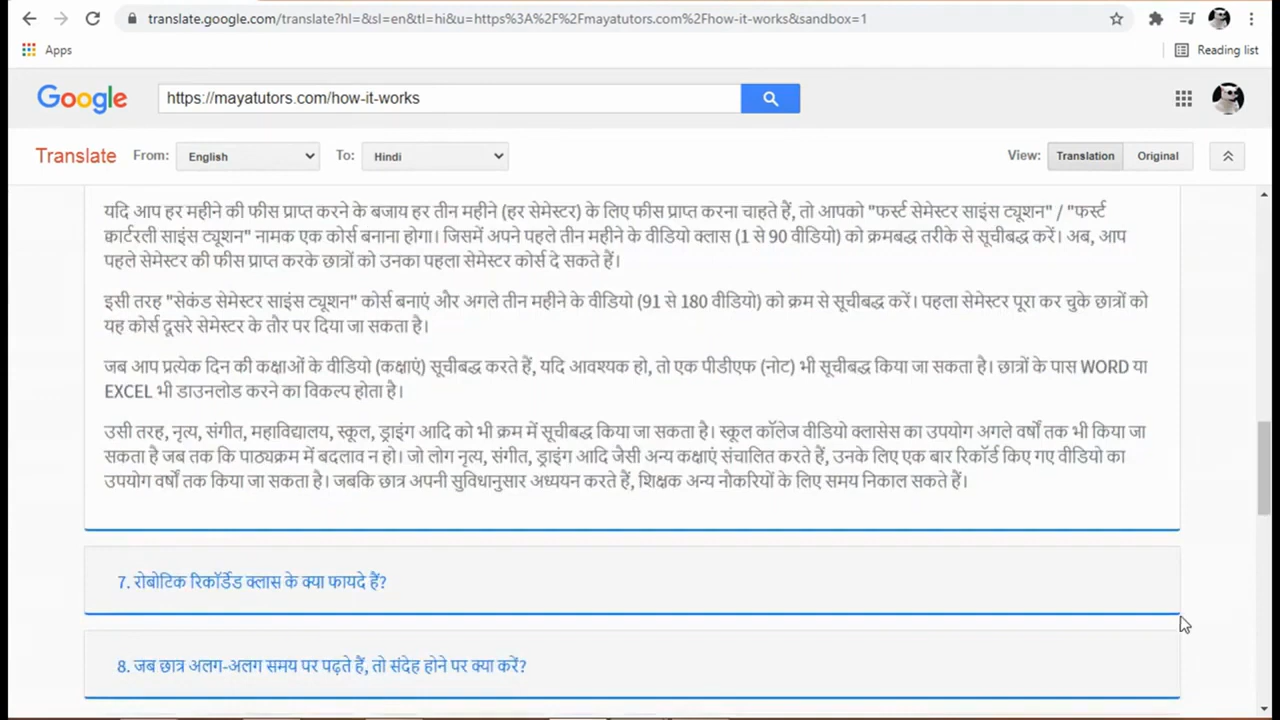 translate.google.com/translate?hl=&sl=en&tl=hi&u=https%3A%2F%2Fmayatutors.com%2Fhow-it-works&sandbox=1
Apps
Reading list
Google
https://mayatutors.com/how-it-works
Translate From: English To: Hindi View: Translation Original
यदि आप हर महीने की फीस प्राप्त करने के बजाय हर तीन महीने (हर सेमेस्टर) के लिए फीस प्राप्त करना चाहते हैं, तो आपको "फर्स्ट सेमेस्टर साइंस ट्यूशन" / "फर्स्ट
क्वार्टरली साइंस ट्यूशन" नामक एक कोर्स बनाना होगा। जिसमें अपने पहले तीन महीने के वीडियो क्लास (1 से 90 वीडियो) को क्रमबद्ध तरीके से सूचीबद्ध करें। अब, आप
पहले सेमेस्टर की फीस प्राप्त करके छात्रों को उनका पहला सेमेस्टर कोर्स दे सकते हैं।
इसी तरह "सेकंड सेमेस्टर साइंस ट्यूशन" कोर्स बनाएं और अगले तीन महीने के वीडियो (91 से 180 वीडियो) को क्रम से सूचीबद्ध करें। पहला सेमेस्टर पूरा कर चुके छात्रों को
यह कोर्स दूसरे सेमेस्टर के तौर पर दिया जा सकता है।
जब आप प्रत्येक दिन की कक्षाओं के वीडियो (कक्षाएं) सूचीबद्ध करते हैं, यदि आवश्यक हो, तो एक पीडीएफ (नोट) भी सूचीबद्ध किया जा सकता है। छात्रों के पास WORD या
EXCEL भी डाउनलोड करने का विकल्प होता है।
उसी तरह, नृत्य, संगीत, महाविद्यालय, स्कूल, ड्राइंग आदि को भी क्रम में सूचीबद्ध किया जा सकता है। स्कूल कॉलेज वीडियो क्लासेस का उपयोग अगले वर्षों तक भी किया जा
सकता है जब तक कि पाठ्यक्रम में बदलाव न हो। जो लोग नृत्य, संगीत, ड्राइंग आदि जैसी अन्य कक्षाएं संचालित करते हैं, उनके लिए एक बार रिकॉर्ड किए गए वीडियो का
उपयोग वर्षों तक किया जा सकता है। जबकि छात्र अपनी सुविधानुसार अध्ययन करते हैं, शिक्षक अन्य नौकरियों के लिए समय निकाल सकते हैं।
7. रोबोटिक रिकॉर्डेड क्लास के क्या फायदे हैं?
8. जब छात्र अलग-अलग समय पर पढ़ते हैं, तो संदेह होने पर क्या करें?